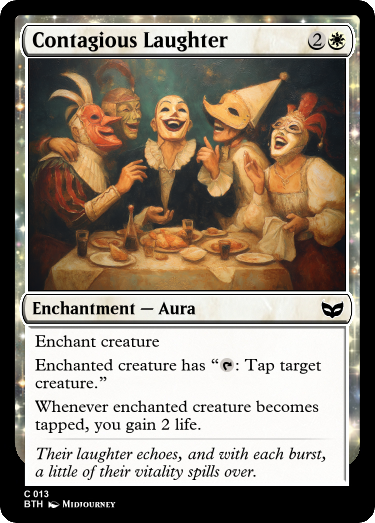 Contagious Laughter 2
Enchantment — Aura
Enchant creature
Enchanted creature has “: Tap target
creature.”
Whenever enchanted creature becomes
tapped, you gain 2 life.
Their laughter echoes, and with each burst,
a little of their vitality spills over.
C 013
BTH Midjourney